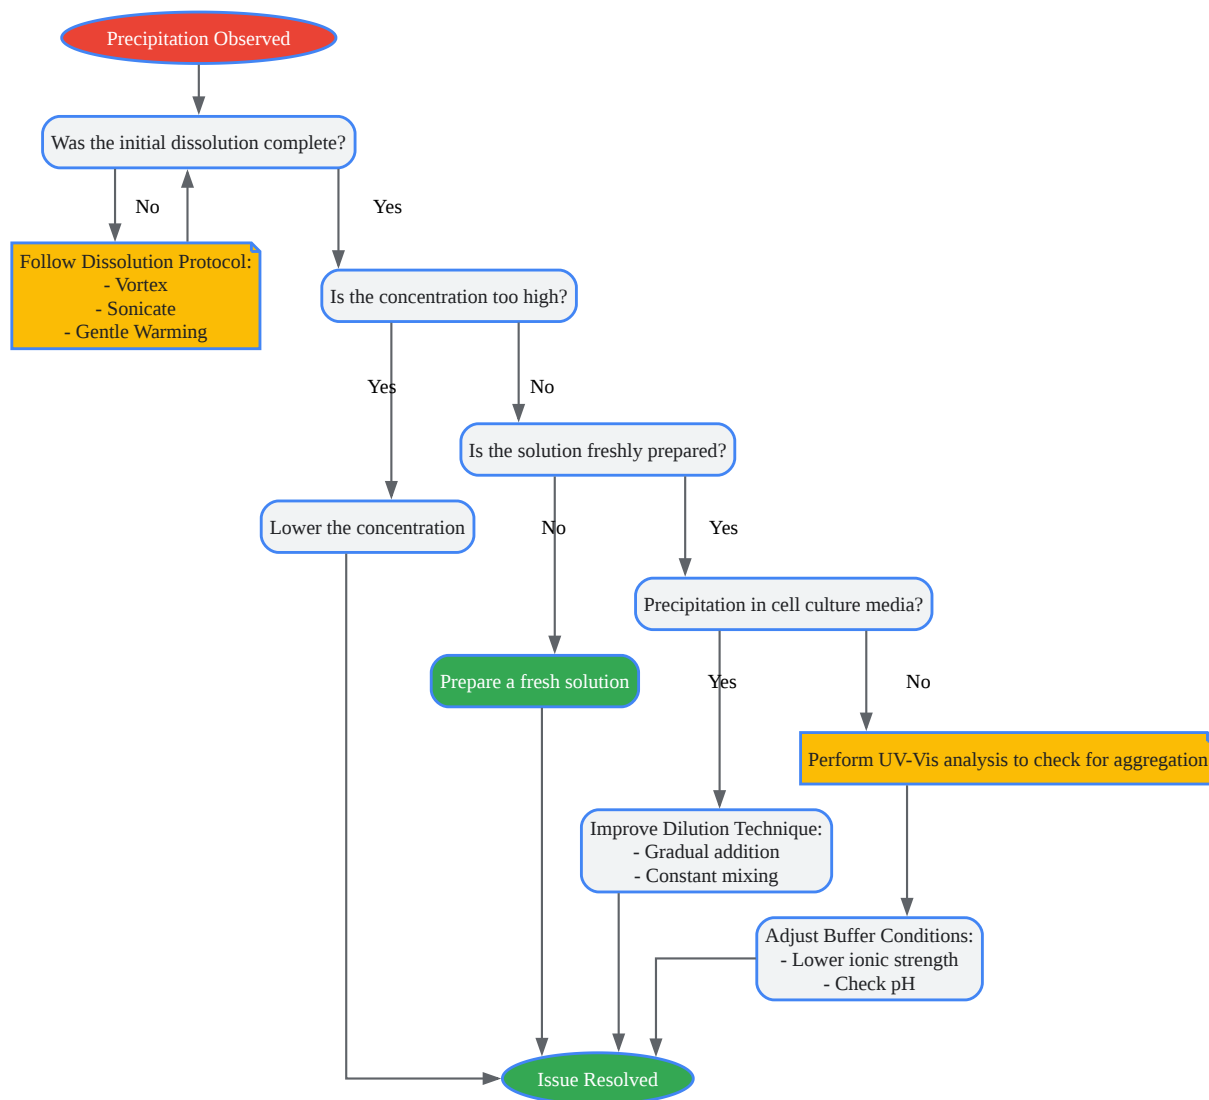 Precipitation Observed
Was the initial dissolution complete?
No
Yes
Follow Dissolution Protocol:
- Vortex
- Sonicate
- Gentle Warming
Is the concentration too high?
Yes
No
Is the solution freshly prepared?
Lower the concentration
No
Yes
Precipitation in cell culture media?
Prepare a fresh solution
Yes
No
Perform UV-Vis analysis to check for aggregation
Improve Dilution Technique:
- Gradual addition
- Constant mixing
Adjust Buffer Conditions:
- Lower ionic strength
- Check pH
Issue Resolved